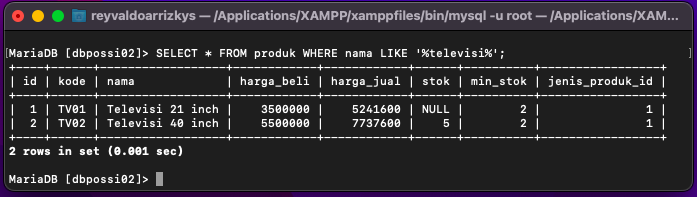 reyvaldoarrizkys — /Applications/XAMPP/xamppfiles/bin/mysql -u root — /Applications/XAM...
MariaDB [dbpossi02]> SELECT * FROM produk WHERE nama LIKE '%televisi%';
+----+------+------------------+------------+------------+------+----------+-----------------+
| id | kode | nama             | harga_beli | harga_jual | stok | min_stok | jenis_produk_id |
+----+------+------------------+------------+------------+------+----------+-----------------+
|  1 | TV01 | Televisi 21 inch |    3500000 |    5241600 | NULL |        2 |               1 |
|  2 | TV02 | Televisi 40 inch |    5500000 |    7737600 |    5 |        2 |               1 |
+----+------+------------------+------------+------------+------+----------+-----------------+
2 rows in set (0.001 sec)
MariaDB [dbpossi02]>